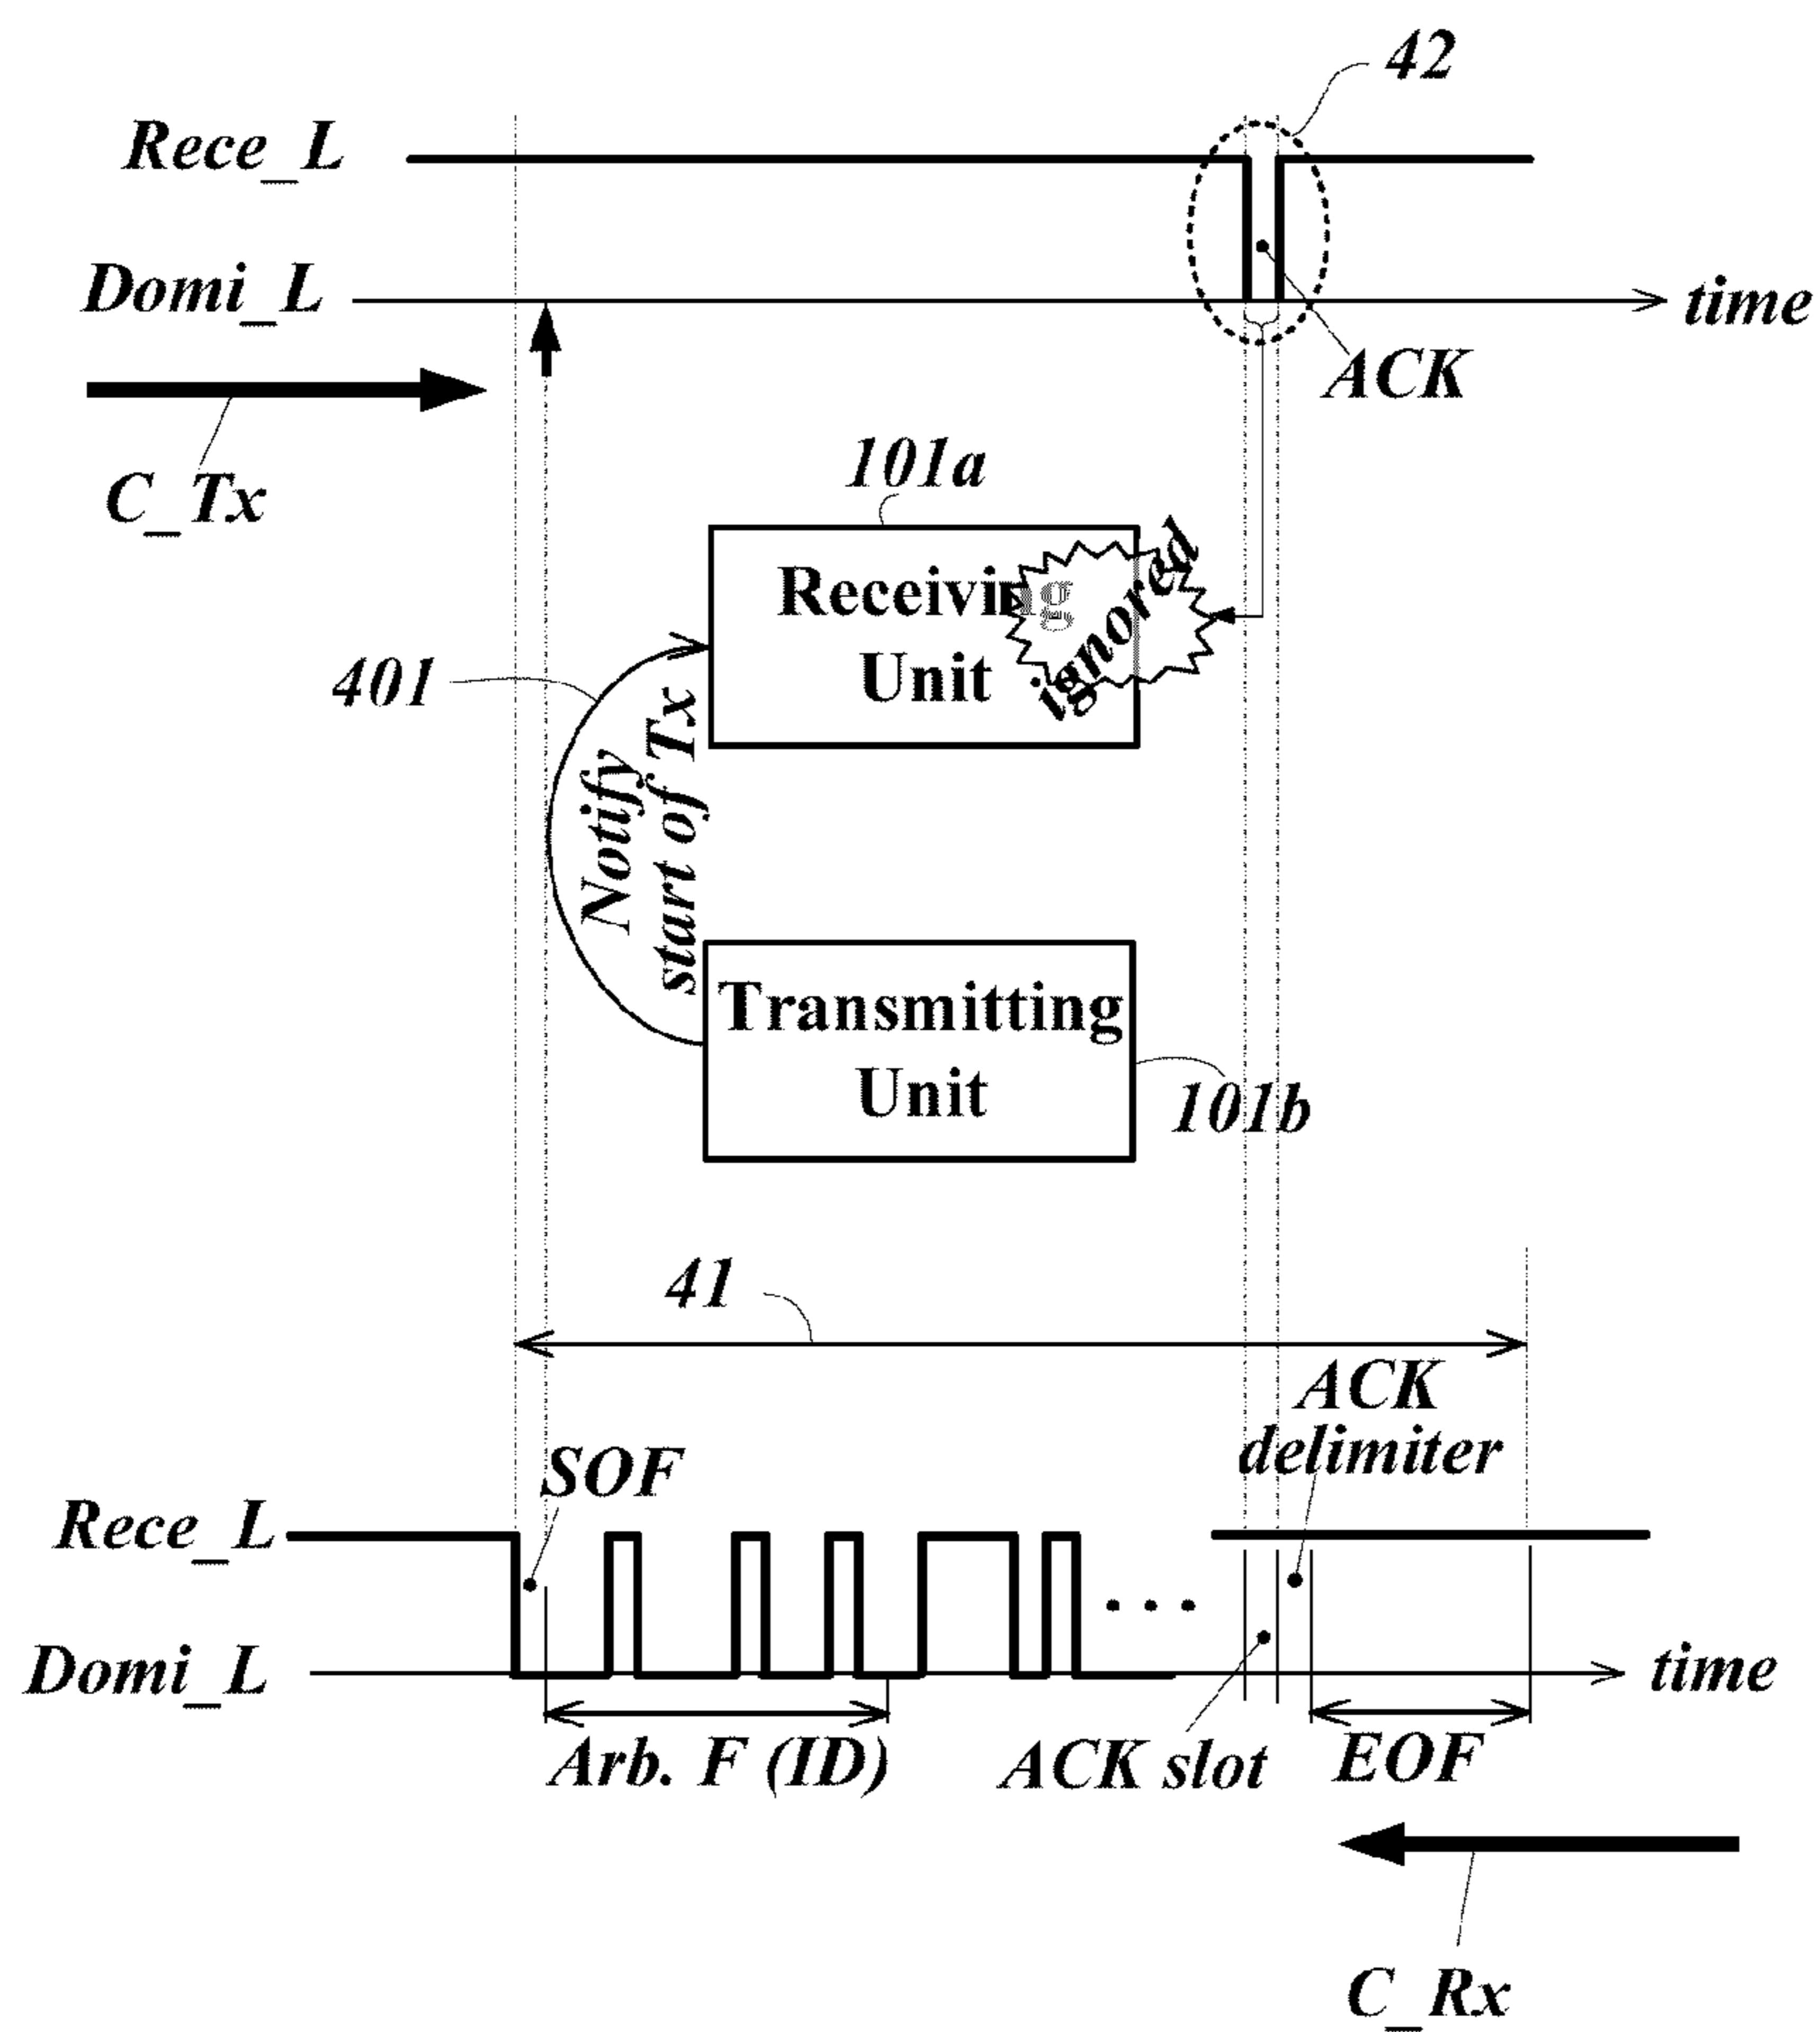 42
Rece_L
Domi_L
time
ACK
C_Tx
101a
Receiving
Unit
ignored
401
Notify
start of Tx
Transmitting
Unit
101b
41
ACK
delimiter
SOF
Rece_L
. . .
Domi_L
time
Arb. F (ID)
ACK slot
EOF
C_Rx